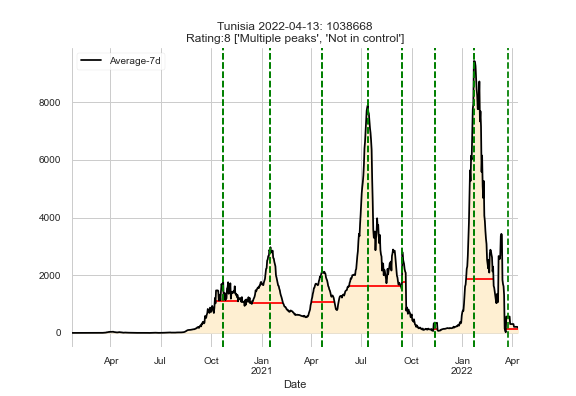 Tunisia 2022-04-13: 1038668
Rating:8 ['Multiple peaks', 'Not in control']
Average-7d
8000
6000
4000
2000
0
Apr
Jul
Oct
Jan
2021
Apr
Jul
Oct
Jan
2022
Apr
Date